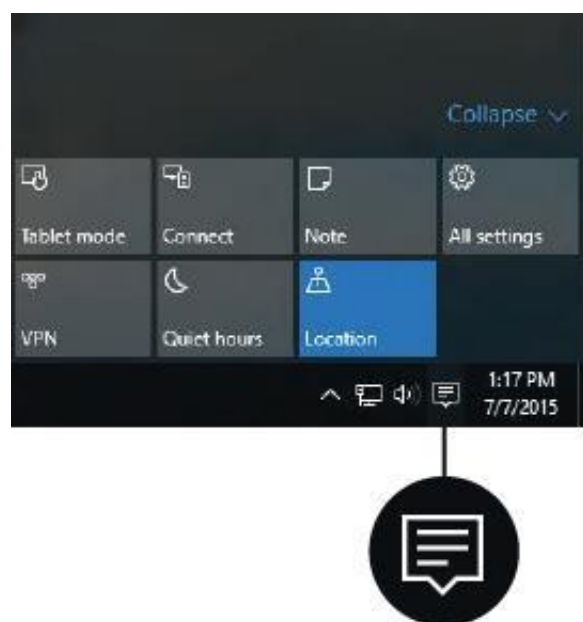 Collapse
Tablet mode Connect Note All settings
VPN Quiet hours Location
1:17 PM
7/7/2015